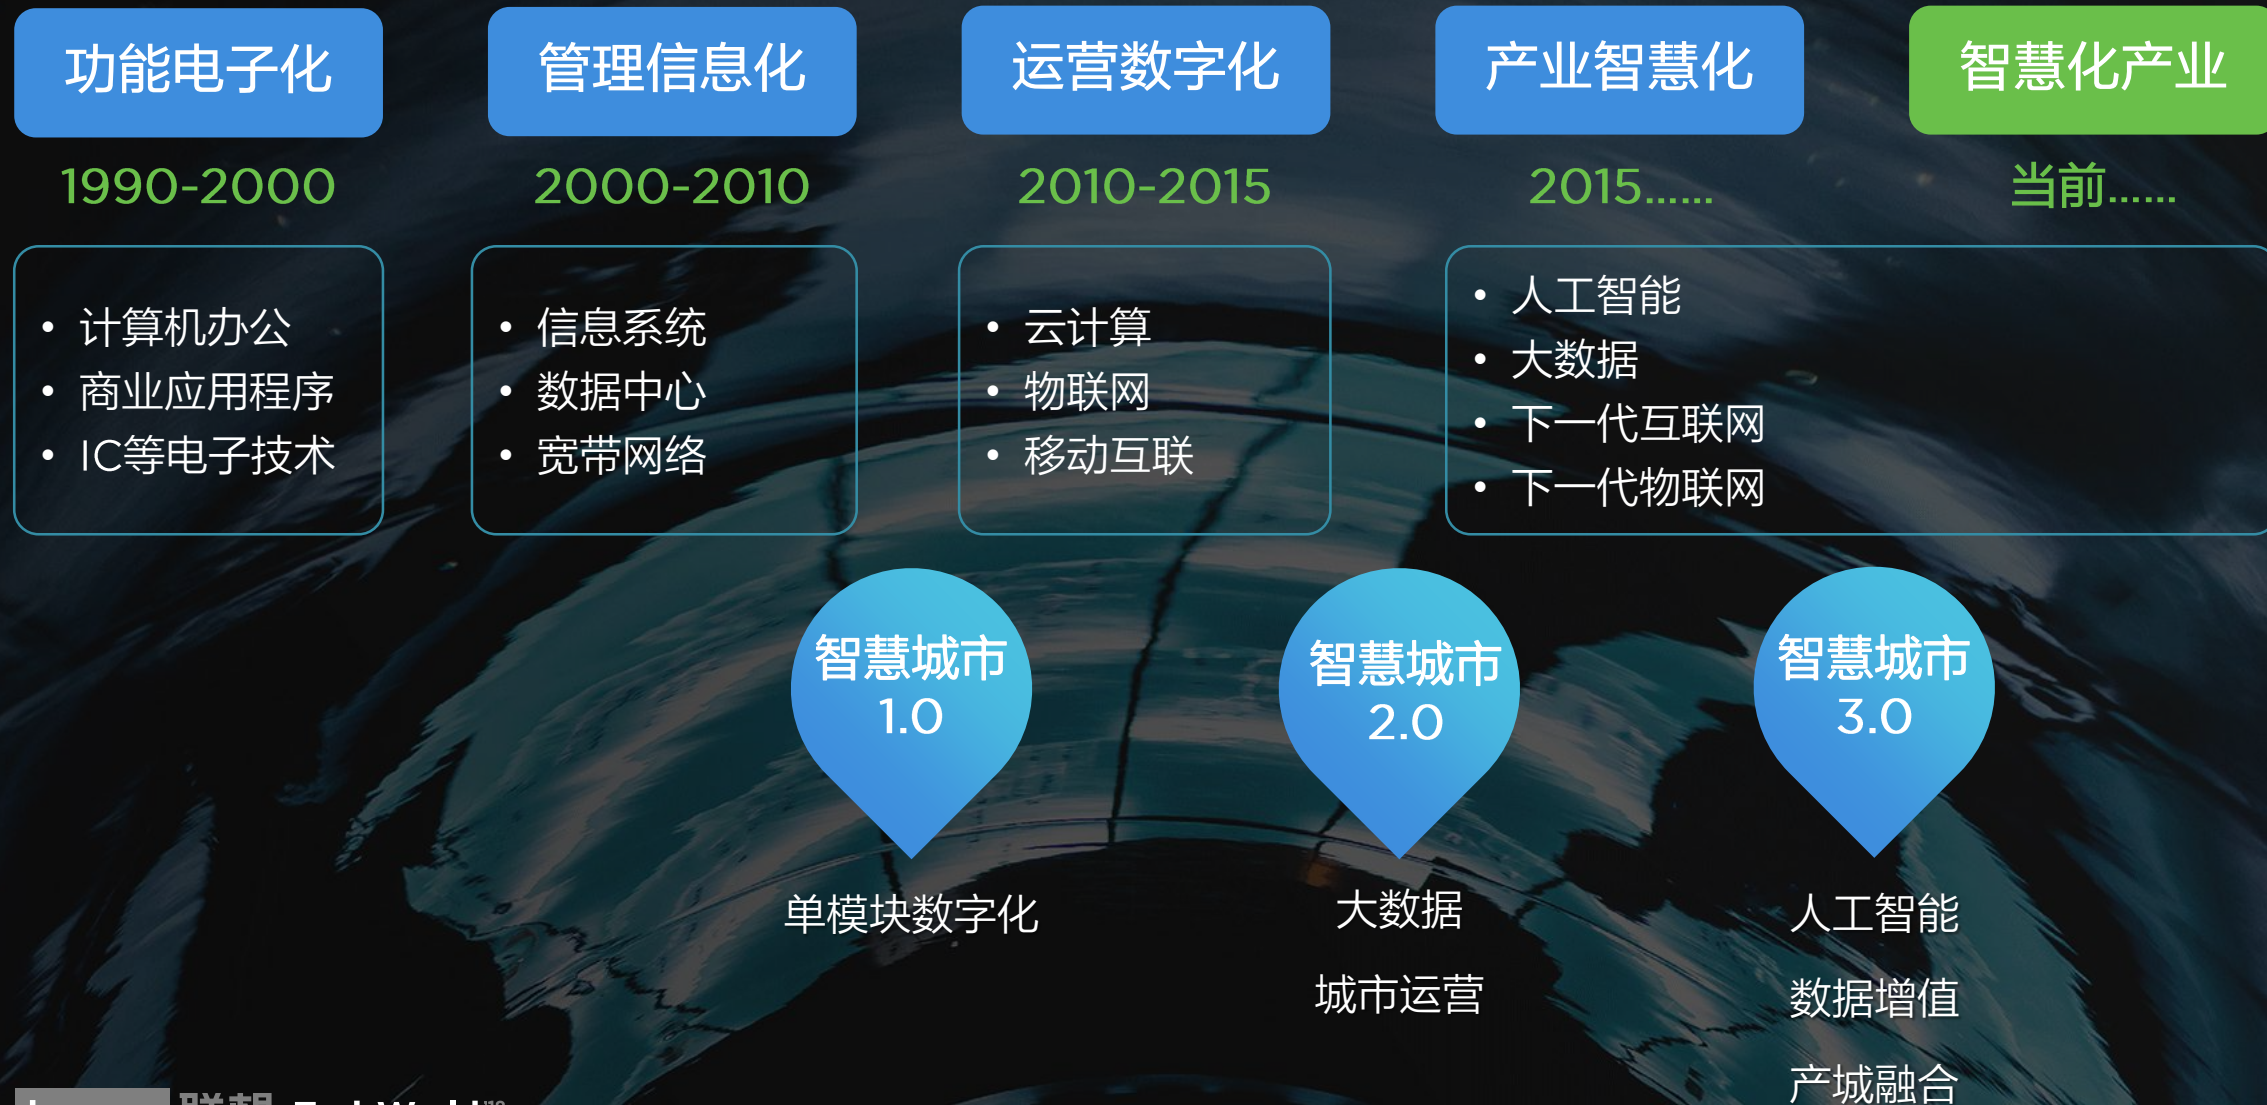 功能电子化
管理信息化
运营数字化
产业智慧化
智慧化产业
1990-2000
2000-2010
2010-2015
2015......
当前......
• 计算机办公
• 商业应用程序
• IC等电子技术
• 信息系统
• 数据中心
• 宽带网络
• 云计算
• 物联网
• 移动互联
• 人工智能
• 大数据
• 下一代互联网
• 下一代物联网
智慧城市
1.0
智慧城市
2.0
智慧城市
3.0
单模块数字化
大数据
城市运营
人工智能
数据增值
产城融合
联想